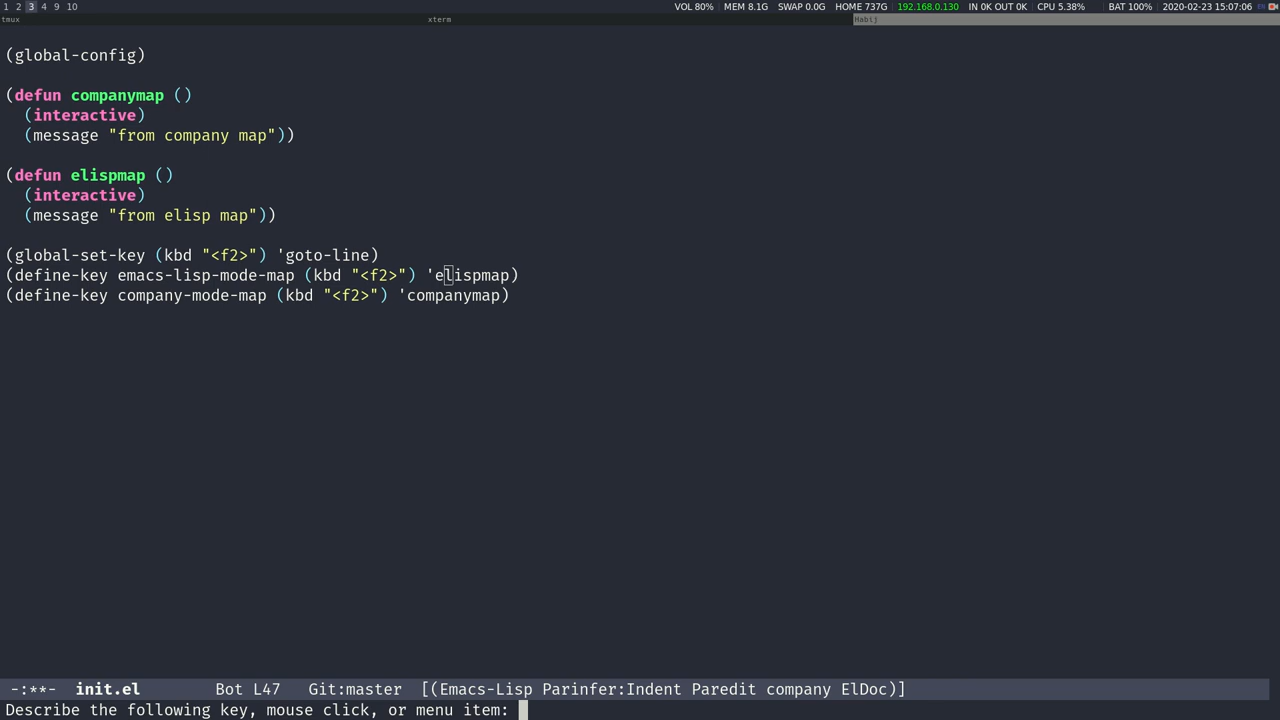 1 2 3 4 9 10 VOL 80% MEM 8.1G SWAP 0.0G HOME 737G 192.168.0.130 IN 0K OUT 0K CPU 5.38% BAT 100% 2020-02-23 15:07:06 EN
tmux xterm Habij
(global-config)
(defun companymap ()
  (interactive)
  (message "from company map"))
(defun elispmap ()
  (interactive)
  (message "from elisp map"))
(global-set-key (kbd "<f2>") 'goto-line)
(define-key emacs-lisp-mode-map (kbd "<f2>") 'elispmap)
(define-key company-mode-map (kbd "<f2>") 'companymap)
-:**- init.el Bot L47 Git:master [(Emacs-Lisp Parinfer:Indent Paredit company ElDoc)]
Describe the following key, mouse click, or menu item: